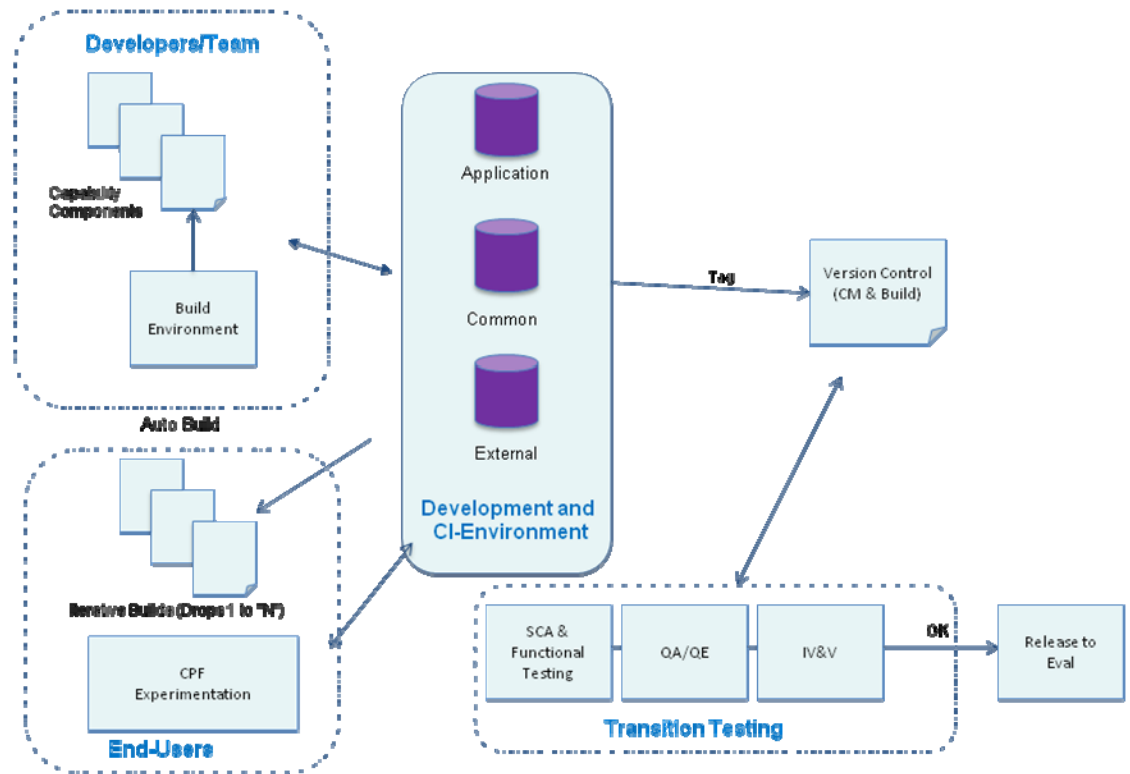 Developers/Team
Capability
Components
Build
Environment
Auto Build
Iterative Builds (Drops 1 to "N")
CPF
Experimentation
End-Users
Application
Common
External
Development and
CI-Environment
Tag
Version Control
(CM & Build)
SCA &
Functional
Testing
QA/QE
IV&V
OK
Release to
Eval
Transition Testing